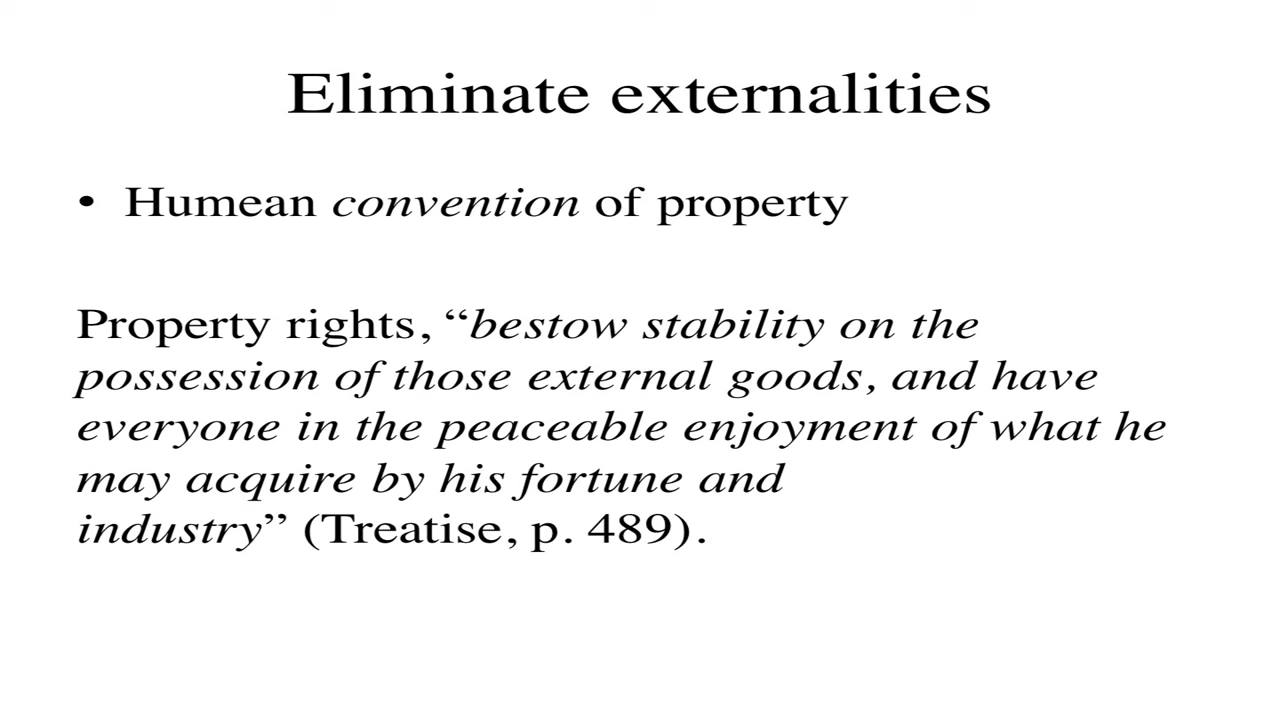 Eliminate externalities
• Humean convention of property
Property rights, “bestow stability on the
possession of those external goods, and have
everyone in the peaceable enjoyment of what he
may acquire by his fortune and
industry” (Treatise, p. 489).